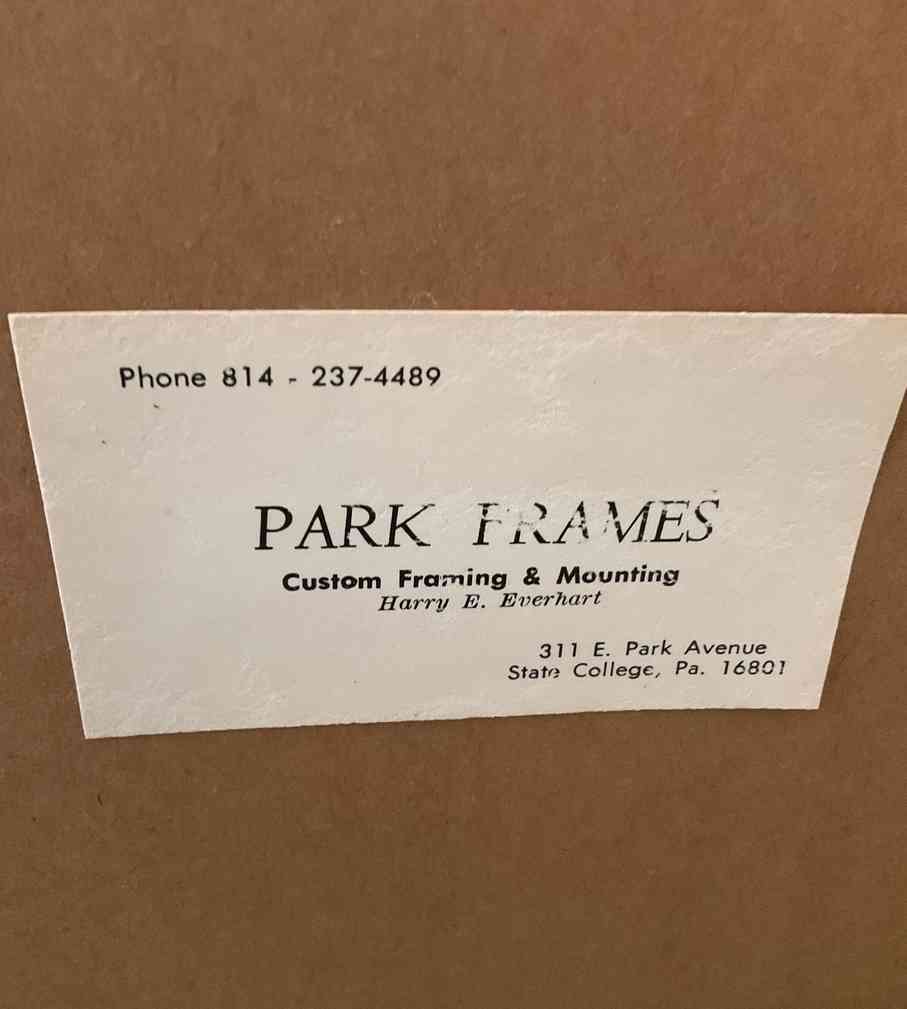 Phone 814 - 237-4489
PARK FRAMES
Custom Framing & Mounting
Harry E. Everhart
311 E. Park Avenue
State College, Pa. 16801